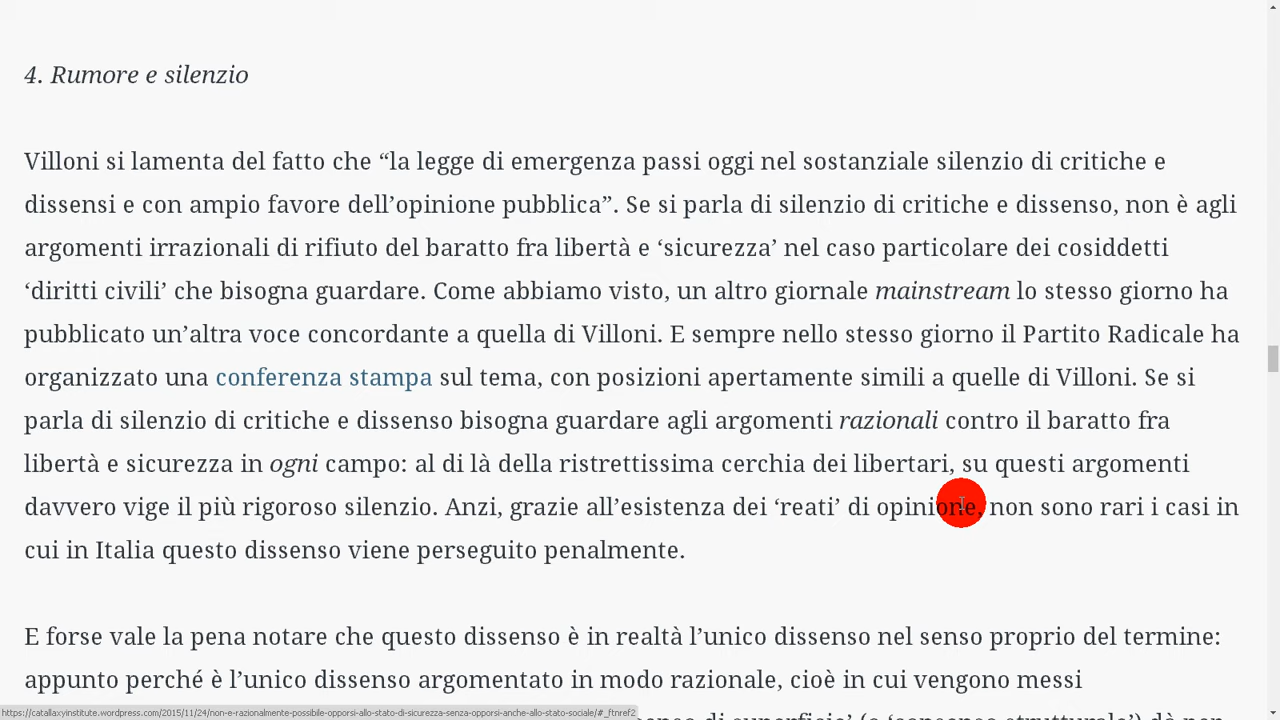 4. Rumore e silenzio
Villoni si lamenta del fatto che “la legge di emergenza passi oggi nel sostanziale silenzio di critiche e
dissensi e con ampio favore dell’opinione pubblica”. Se si parla di silenzio di critiche e dissenso, non è agli
argomenti irrazionali di rifiuto del baratto fra libertà e ‘sicurezza’ nel caso particolare dei cosiddetti
‘diritti civili’ che bisogna guardare. Come abbiamo visto, un altro giornale mainstream lo stesso giorno ha
pubblicato un’altra voce concordante a quella di Villoni. E sempre nello stesso giorno il Partito Radicale ha
organizzato una conferenza stampa sul tema, con posizioni apertamente simili a quelle di Villoni. Se si
parla di silenzio di critiche e dissenso bisogna guardare agli argomenti razionali contro il baratto fra
libertà e sicurezza in ogni campo: al di là della ristrettissima cerchia dei libertari, su questi argomenti
davvero vige il più rigoroso silenzio. Anzi, grazie all’esistenza dei ‘reati’ di opinione, non sono rari i casi in
cui in Italia questo dissenso viene perseguito penalmente.
E forse vale la pena notare che questo dissenso è in realtà l’unico dissenso nel senso proprio del termine:
appunto perché è l’unico dissenso argomentato in modo razionale, cioè in cui vengono messi
https://catallaxyinstitute.wordpress.com/2015/11/24/non-e-razionalmente-possibile-opporsi-allo-stato-di-sicurezza-senza-opporsi-anche-allo-stato-sociale/#_ftnref2